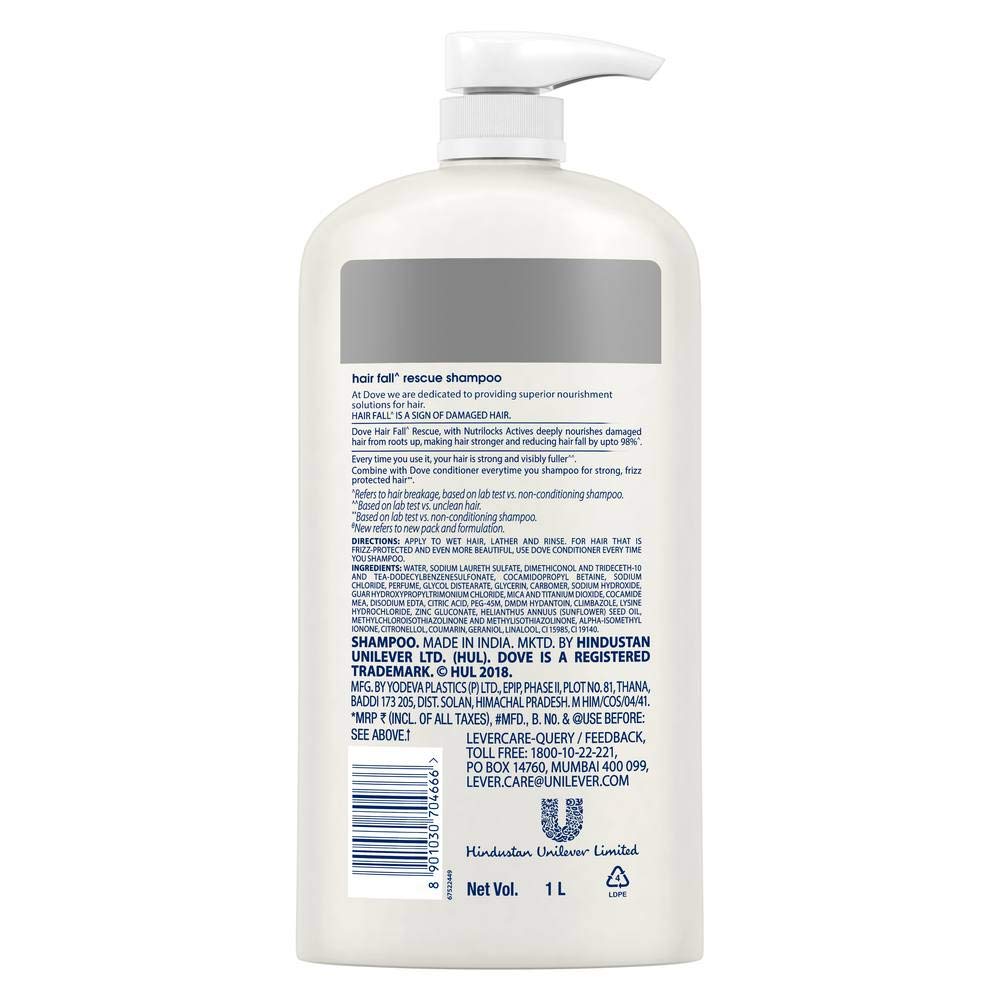 hair fall^ rescue shampoo
At Dove we are dedicated to providing superior nourishment
solutions for hair.
HAIR FALL^ IS A SIGN OF DAMAGED HAIR.
Dove Hair Fall^ Rescue, with Nutrilocks Actives deeply nourishes damaged
hair from roots up, making hair stronger and reducing hair fall by upto 98%^.
Every time you use it, your hair is strong and visibly fuller^^.
Combine with Dove conditioner everytime you shampoo for strong, frizz
protected hair**.
^Refers to hair breakage, based on lab test vs. non-conditioning shampoo.
^^Based on lab test vs. unclean hair.
**Based on lab test vs. non-conditioning shampoo.
#New refers to new pack and formulation.
DIRECTIONS: APPLY TO WET HAIR, LATHER AND RINSE. FOR HAIR THAT IS
FRIZZ-PROTECTED AND EVEN MORE BEAUTIFUL, USE DOVE CONDITIONER EVERY TIME
YOU SHAMPOO.
INGREDIENTS: WATER, SODIUM LAURETH SULFATE, DIMETHICONOL AND TRIDECETH-10
AND TEA-DODECYLBENZENESULFONATE, COCAMIDOPROPYL BETAINE, SODIUM
CHLORIDE, PERFUME, GLYCOL DISTEARATE, GLYCERIN, CARBOMER, SODIUM HYDROXIDE,
GUAR HYDROXYPROPYLTRIMONIUM CHLORIDE, MICA AND TITANIUM DIOXIDE, COCAMIDE
MEA, DISODIUM EDTA, CITRIC ACID, PEG-45M, DMDM HYDANTOIN, CLIMBAZOLE, LYSINE
HYDROCHLORIDE, ZINC GLUCONATE, HELIANTHUS ANNUUS (SUNFLOWER) SEED OIL,
METHYLCHLOROISOTHIAZOLINONE AND METHYLISOTHIAZOLINONE, ALPHA-ISOMETHYL
IONONE, CITRONELLOL, COUMARIN, GERANIOL, LINALOOL, CI 15985, CI 19140.
SHAMPOO. MADE IN INDIA. MKTD. BY HINDUSTAN
UNILEVER LTD. (HUL). DOVE IS A REGISTERED
TRADEMARK. © HUL 2018.
MFG. BY YODEVA PLASTICS (P) LTD., EPIP, PHASE II, PLOT NO. 81, THANA,
BADDI 173 205, DIST. SOLAN, HIMACHAL PRADESH. M HIM/COS/04/41.
*MRP ₹ (INCL. OF ALL TAXES), #MFD., B. No. & @USE BEFORE:
SEE ABOVE.†
LEVERCARE-QUERY / FEEDBACK,
TOLL FREE: 1800-10-22-221,
PO BOX 14760, MUMBAI 400 099,
LEVER.CARE@UNILEVER.COM
8 901030 704666 >
67522449
Hindustan Unilever Limited
Net Vol. 1 L
4
LDPE